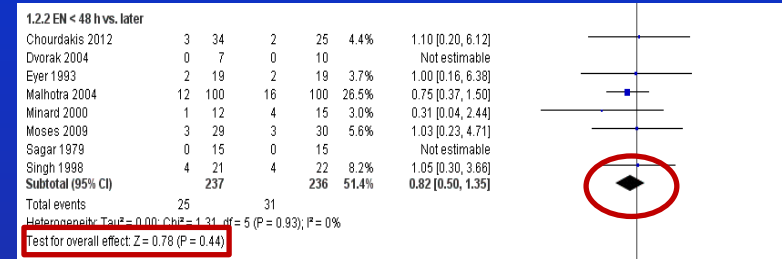 1.2.2 EN < 48 h vs. later
Chourdakis 2012 3 34 2 25 4.4% 1.10 [0.20, 6.12]
Dvorak 2004 0 7 0 10 Not estimable
Eyer 1993 2 19 2 19 3.7% 1.00 [0.16, 6.38]
Malhotra 2004 12 100 16 100 26.5% 0.75 [0.37, 1.50]
Minard 2000 1 12 4 15 3.0% 0.31 [0.04, 2.44]
Moses 2009 3 29 3 30 5.6% 1.03 [0.23, 4.71]
Sagar 1979 0 15 0 15 Not estimable
Singh 1998 4 21 4 22 8.2% 1.05 [0.30, 3.66]
Subtotal (95% CI) 237 236 51.4% 0.82 [0.50, 1.35]
Total events 25 31
Heterogeneity: Tau² = 0.00; Chi² = 1.31, df = 5 (P = 0.93); I² = 0%
Test for overall effect: Z = 0.78 (P = 0.44)